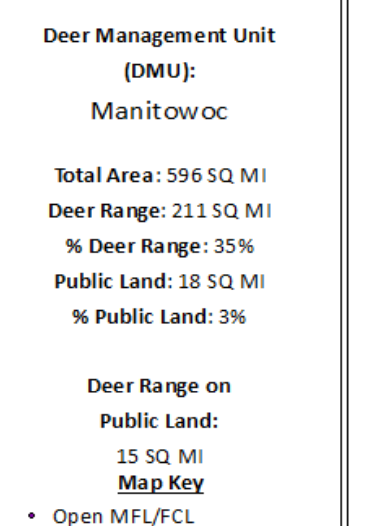 Deer Management Unit
(DMU):
Manitowoc
Total Area: 596 SQ MI
Deer Range: 211 SQ MI
% Deer Range: 35%
Public Land: 18 SQ MI
% Public Land: 3%
Deer Range on
Public Land:
15 SQ MI
Map Key
• Open MFL/FCL